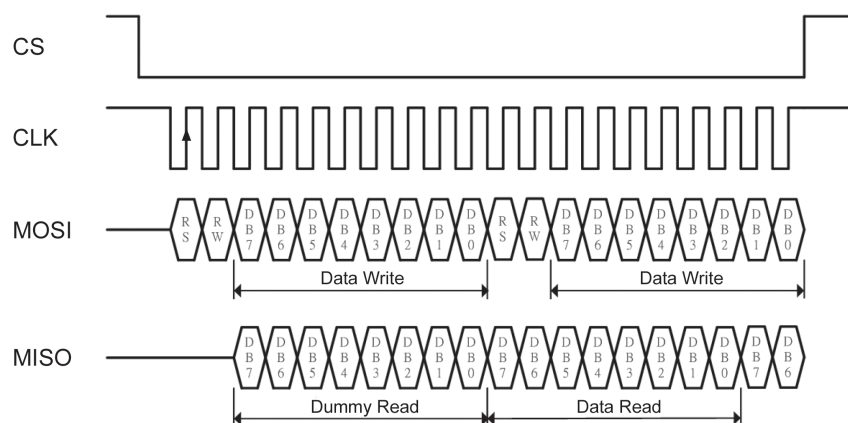 CS
CLK
MOSI
RS RW DB7 DB6 DB5 DB4 DB3 DB2 DB1 DB0 RS RW DB7 DB6 DB5 DB4 DB3 DB2 DB1 DB0
Data Write Data Write
MISO
DB7 DB6 DB5 DB4 DB3 DB2 DB1 DB0 DB7 DB6 DB5 DB4 DB3 DB2 DB1 DB0 DB7 DB6
Dummy Read Data Read